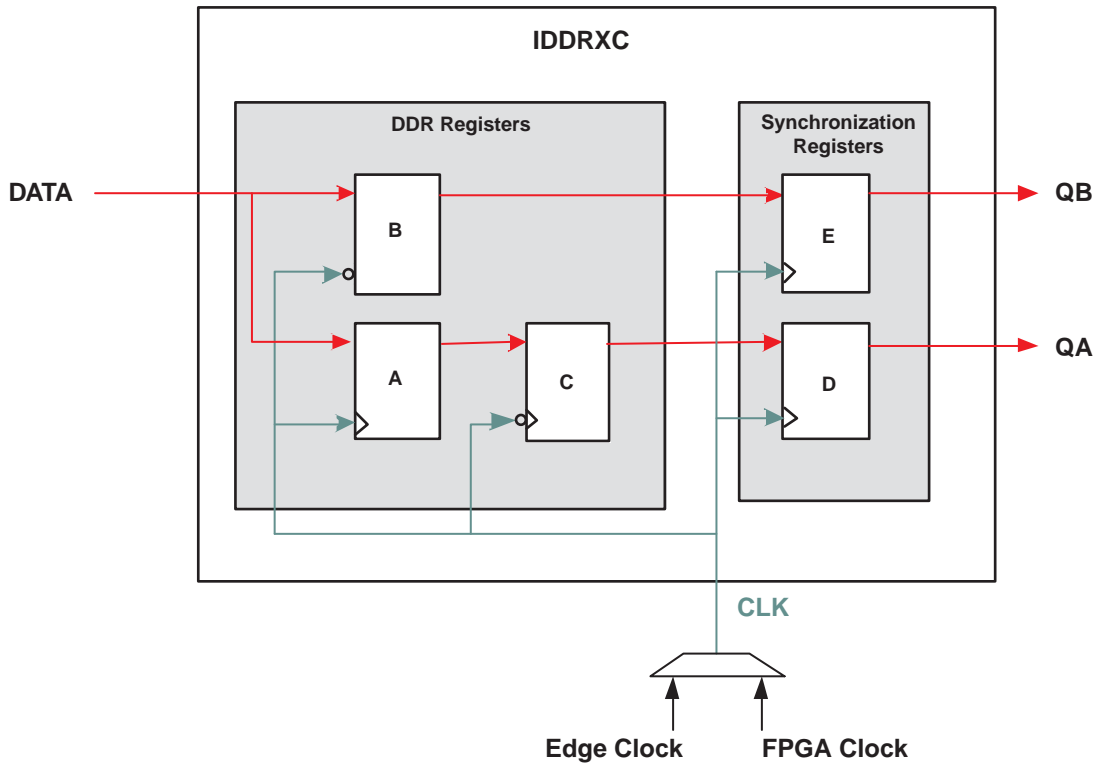 IDDRXC
DDR Registers
Synchronization
Registers
DATA
B
E
QB
A
C
D
QA
CLK
Edge Clock
FPGA Clock